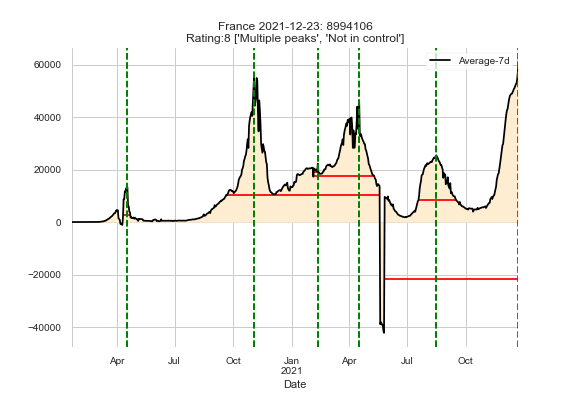 France 2021-12-23: 8994106
Rating:8 ['Multiple peaks', 'Not in control']
Average-7d
60000
40000
20000
0
−20000
−40000
Apr
Jul
Oct
Jan
2021
Apr
Jul
Oct
Date